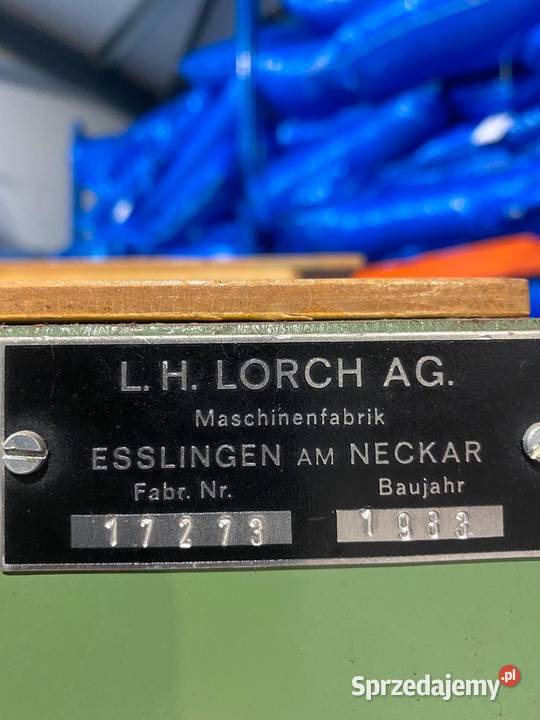 L. H. LORCH AG.
Maschinenfabrik
ESSLINGEN AM NECKAR
Fabr. Nr. Baujahr
17273 1983
Sprzedajemy.pl